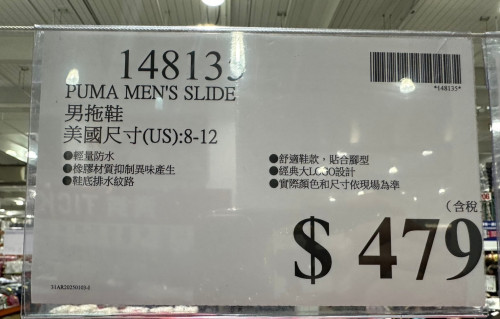 148135
*148135*
PUMA MEN'S SLIDE
男拖鞋
美國尺寸(US):8-12
●輕量防水
●橡膠材質抑制異味產生
●鞋底排水紋路
●舒適鞋款，貼合腳型
●經典大LOGO設計
●實際顏色和尺寸依現場為準
(含稅
$ 479